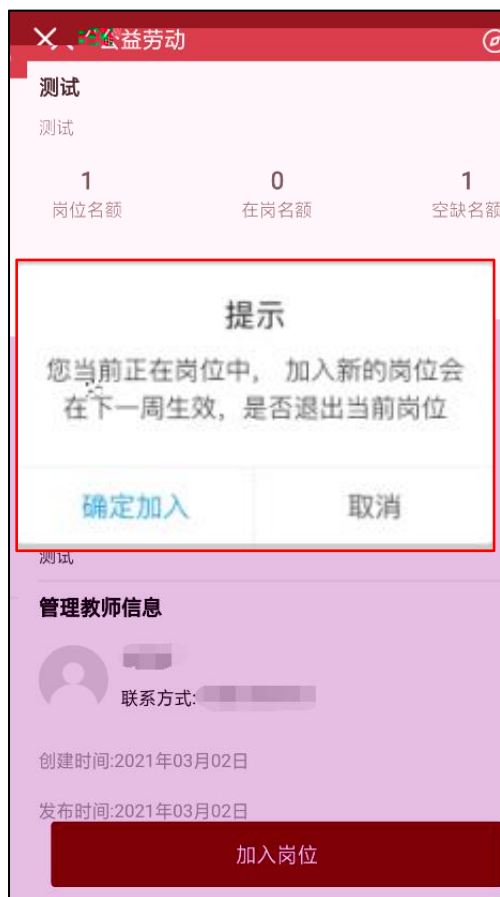 公益劳动
测试
测试
1 0 1
岗位名额 在岗名额 空缺名额
提示
您当前正在岗位中， 加入新的岗位会
在下一周生效，是否退出当前岗位
确定加入 取消
测试
管理教师信息
联系方式:
创建时间:2021年03月02日
发布时间:2021年03月02日
加入岗位